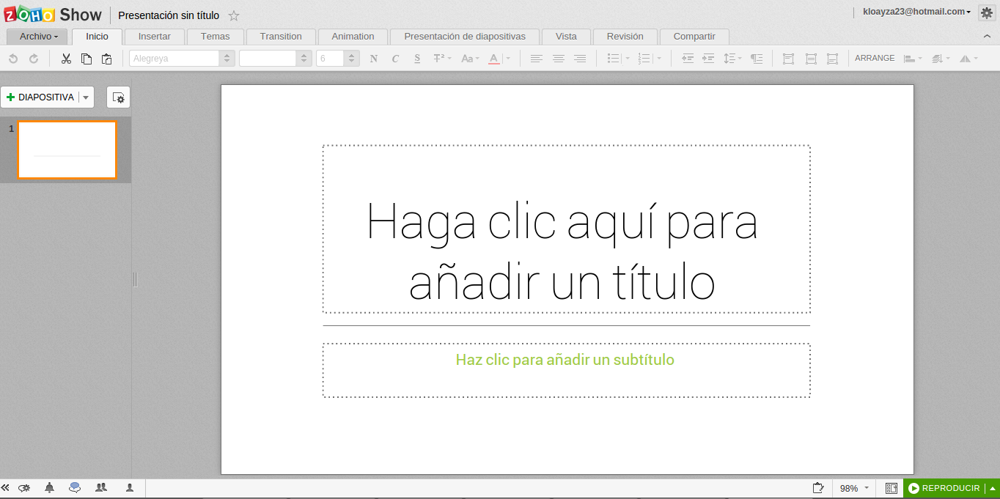 ZOHO Show
Presentación sin título
kloayza23@hotmail.com
Archivo
Inicio
Insertar
Temas
Transition
Animation
Presentación de diapositivas
Vista
Revisión
Compartir
Alegreya
6
N
C
S
T²
Aa
A
ARRANGE
DIAPOSITIVA
1
Haga clic aquí para
añadir un título
Haz clic para añadir un subtítulo
98%
REPRODUCIR